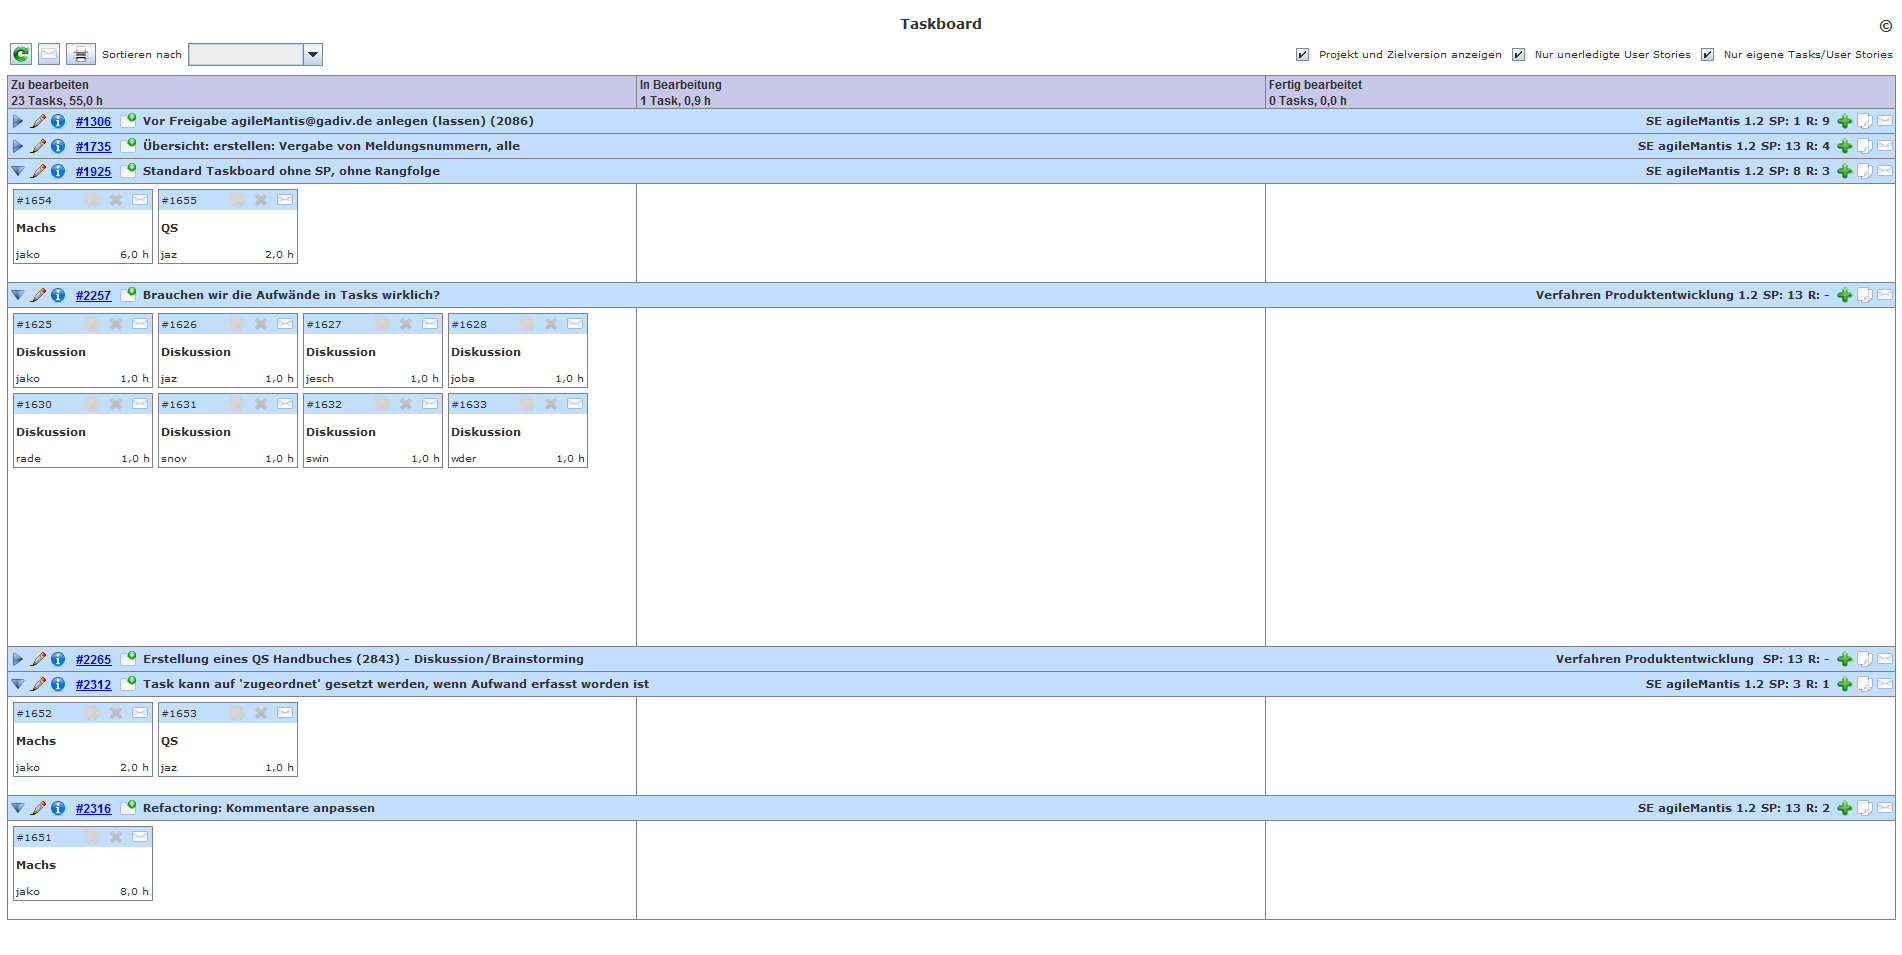 Taskboard
©
Sortieren nach
Projekt und Zielversion anzeigen Nur unerledigte User Stories Nur eigene Tasks/User Stories
Zu bearbeiten In Bearbeitung Fertig bearbeitet
23 Tasks, 55,0 h 1 Task, 0,9 h 0 Tasks, 0,0 h
#1306 Vor Freigabe agileMantis@gadiv.de anlegen (lassen) (2086) SE agileMantis 1.2 SP: 1 R: 9
#1735 Übersicht: erstellen: Vergabe von Meldungsnummern, alle SE agileMantis 1.2 SP: 13 R: 4
#1925 Standard Taskboard ohne SP, ohne Rangfolge SE agileMantis 1.2 SP: 8 R: 3
#1654 #1655
Machs QS
jako 6,0 h jaz 2,0 h
#2257 Brauchen wir die Aufwände in Tasks wirklich? Verfahren Produktentwicklung 1.2 SP: 13 R: -
#1625 #1626 #1627 #1628
Diskussion Diskussion Diskussion Diskussion
jako 1,0 h jaz 1,0 h jesch 1,0 h joba 1,0 h
#1630 #1631 #1632 #1633
Diskussion Diskussion Diskussion Diskussion
rade 1,0 h snov 1,0 h swin 1,0 h wder 1,0 h
#2265 Erstellung eines QS Handbuches (2843) - Diskussion/Brainstorming Verfahren Produktentwicklung SP: 13 R: -
#2312 Task kann auf 'zugeordnet' gesetzt werden, wenn Aufwand erfasst worden ist SE agileMantis 1.2 SP: 3 R: 1
#1652 #1653
Machs QS
jako 2,0 h jaz 1,0 h
#2316 Refactoring: Kommentare anpassen SE agileMantis 1.2 SP: 13 R: 2
#1651
Machs
jako 8,0 h